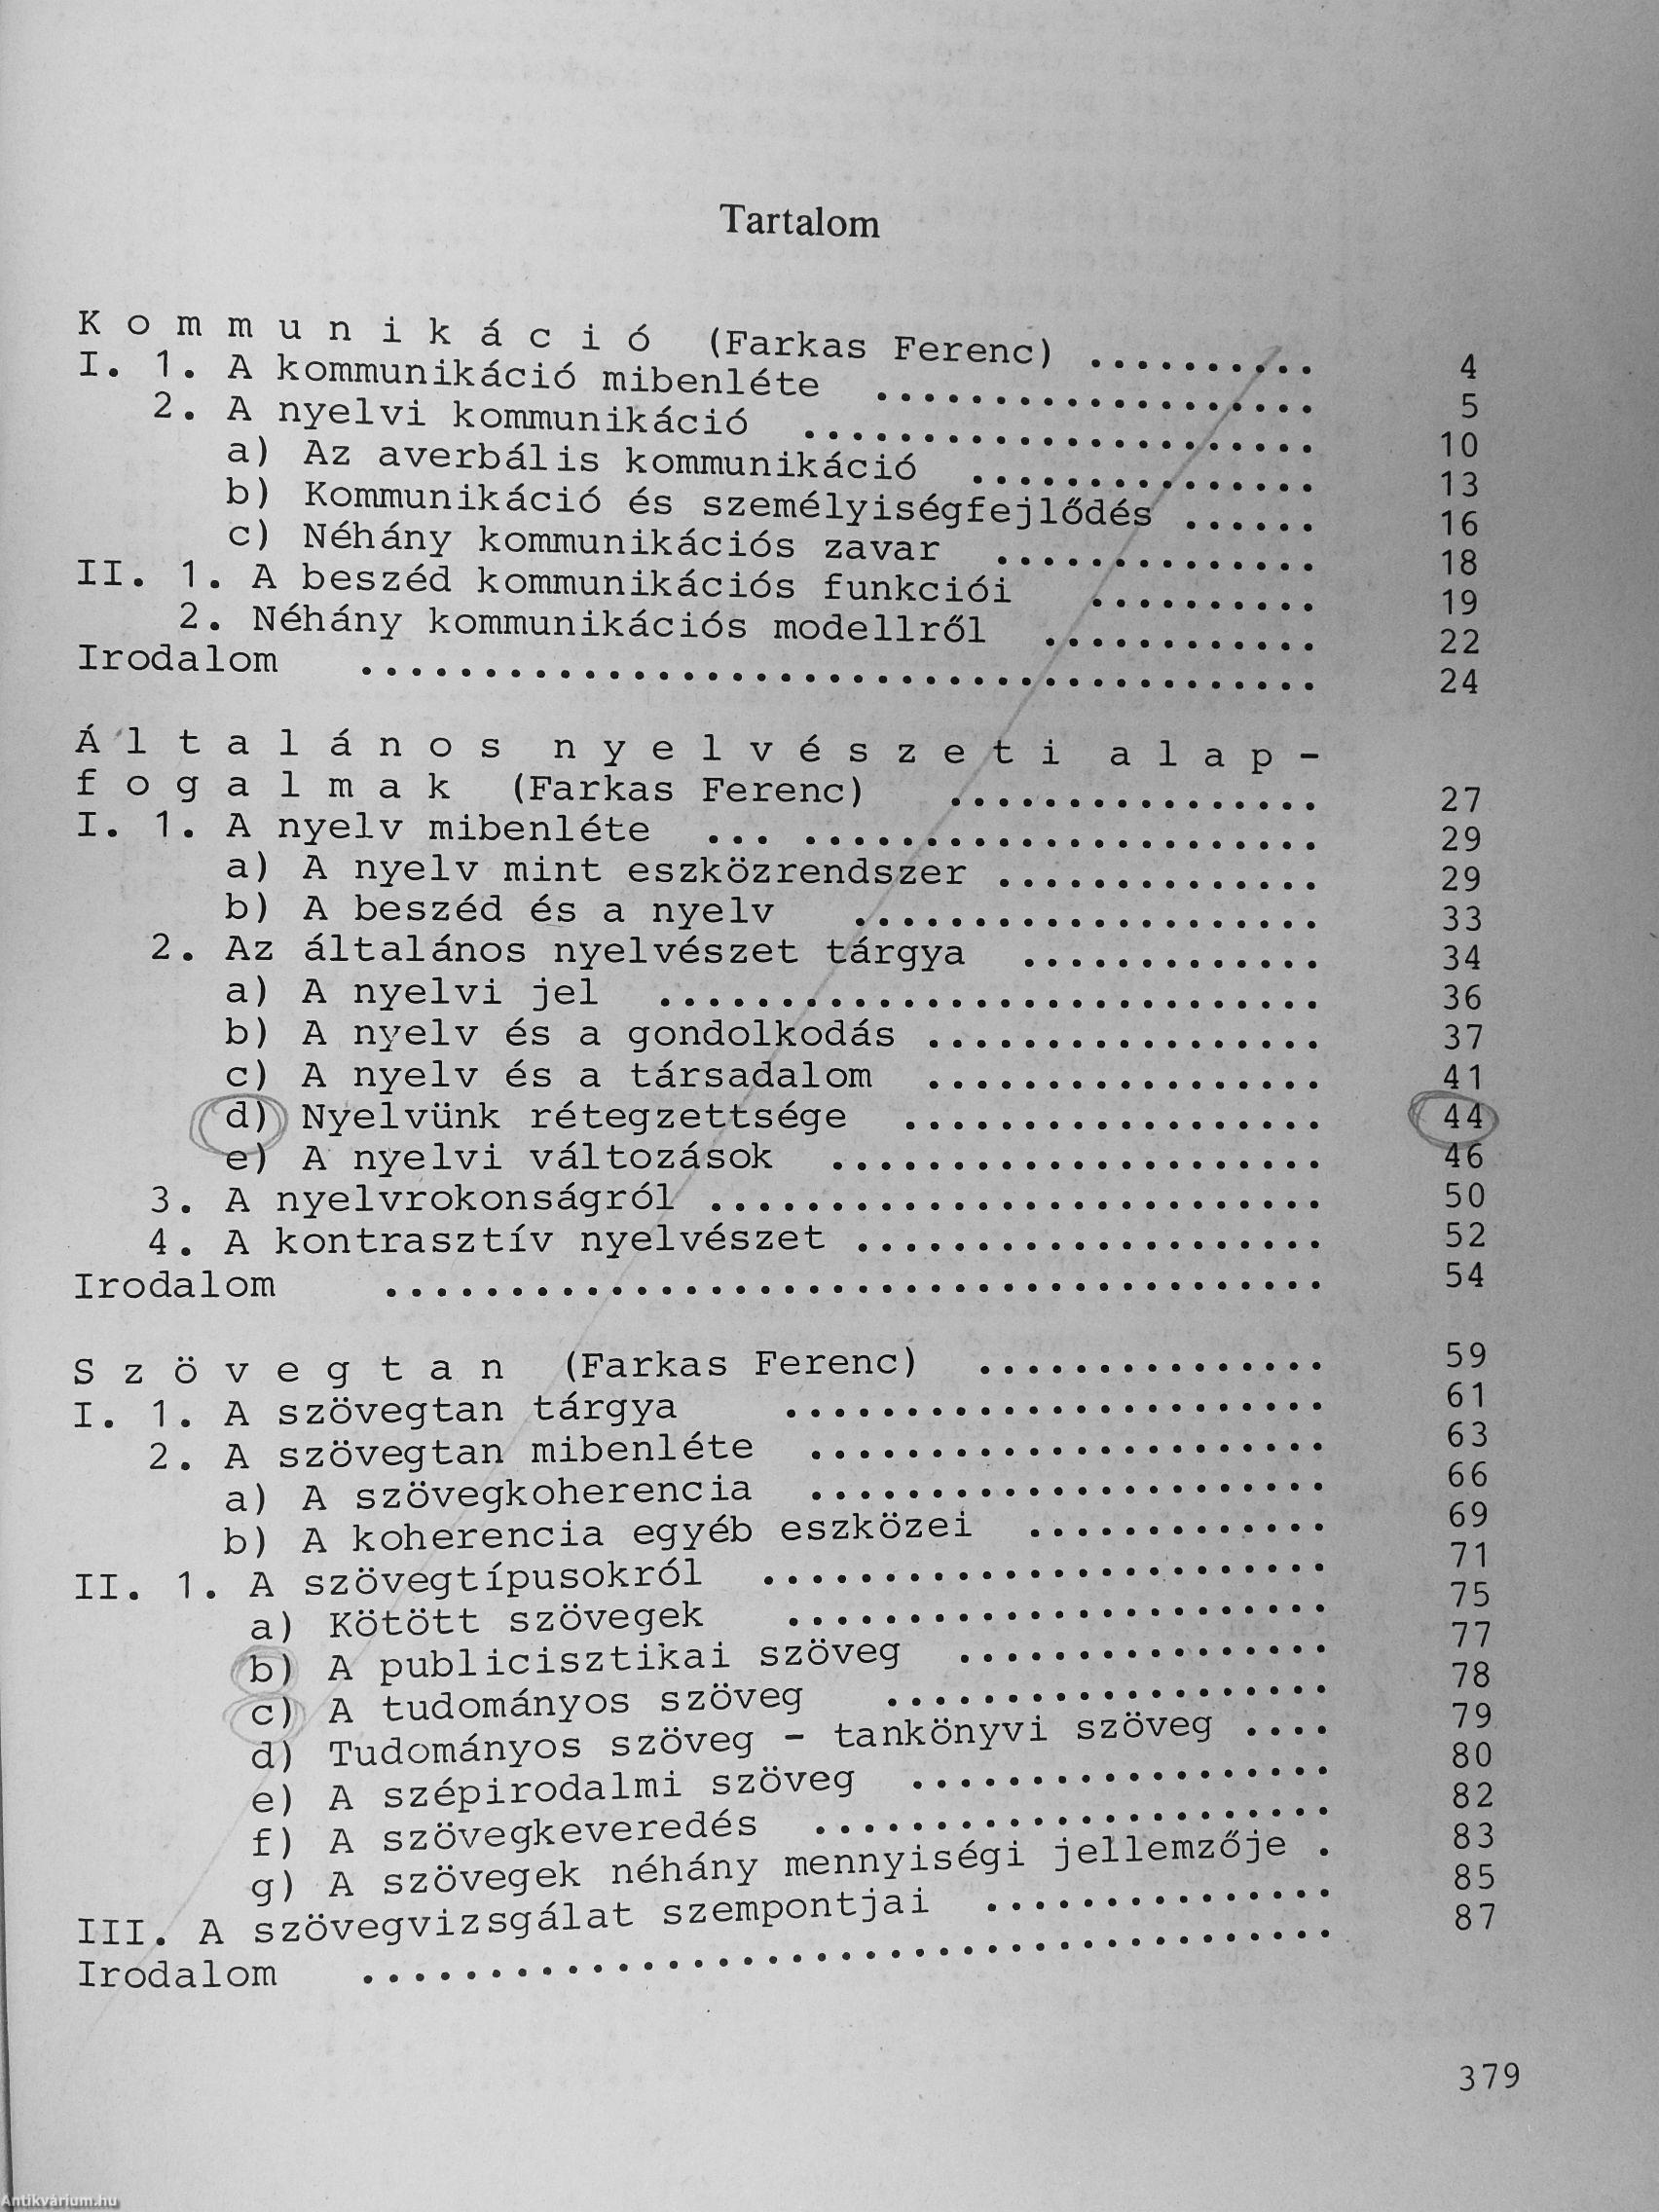 Tartalom
K o m m u n i k á c i ó (Farkas Ferenc) .......... 4
I. 1. A kommunikáció mibenléte ................... 5
2. A nyelvi kommunikáció ..................... 10
a) Az averbális kommunikáció ............... 13
b) Kommunikáció és személyiségfejlődés ...... 16
c) Néhány kommunikációs zavar .............. 18
II. 1. A beszéd kommunikációs funkciói .......... 19
2. Néhány kommunikációs modellről ............ 22
Irodalom ....................................... 24
Á l t a l á n o s n y e l v é s z e t i a l a p -
f o g a l m a k (Farkas Ferenc) ............... 27
I. 1. A nyelv mibenléte ... ..................... 29
a) A nyelv mint eszközrendszer .............. 29
b) A beszéd és a nyelv ................... 33
2. Az általános nyelvészet tárgya ............. 34
a) A nyelvi jel ........................... 36
b) A nyelv és a gondolkodás ................. 37
c) A nyelv és a társadalom ................. 41
d) Nyelvünk rétegzettsége .................. 44
e) A nyelvi változások ..................... 46
3. A nyelvrokonságról .......................... 50
4. A kontrasztív nyelvészet .................... 52
Irodalom ...................................... 54
S z ö v e g t a n (Farkas Ferenc) ............... 59
I. 1. A szövegtan tárgya ....................... 61
2. A szövegtan mibenléte ...................... 63
a) A szövegkoherencia ...................... 66
b) A koherencia egyéb eszközei ............. 69
II. 1. A szövegtípusokról ........................ 71
a) Kötött szövegek ....................... 75
b) A publicisztikai szöveg ................ 77
c) A tudományos szöveg ................... 78
d) Tudományos szöveg - tankönyvi szöveg .... 79
e) A szépirodalmi szöveg .................. 80
f) A szövegkeveredés ...................... 82
g) A szövegek néhány mennyiségi jellemzője . 83
III. A szövegvizsgálat szempontjai ............... 85
Irodalom ....................................... 87
379
Antikvárium.hu